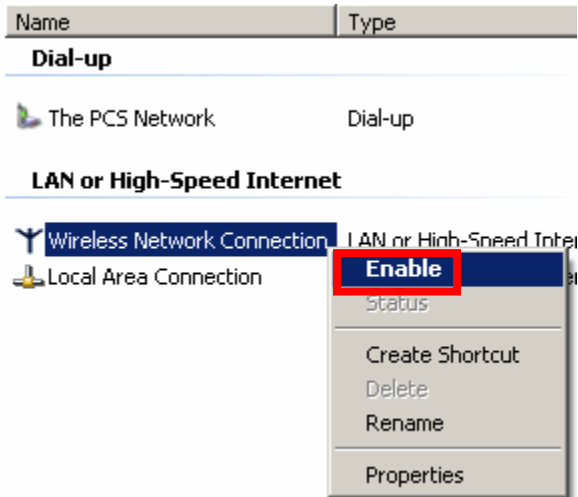 Name Type
Dial-up
The PCS Network Dial-up
LAN or High-Speed Internet
Wireless Network Connection LAN or High-Speed Inter
Local Area Connection
Enable
Status
Create Shortcut
Delete
Rename
Properties